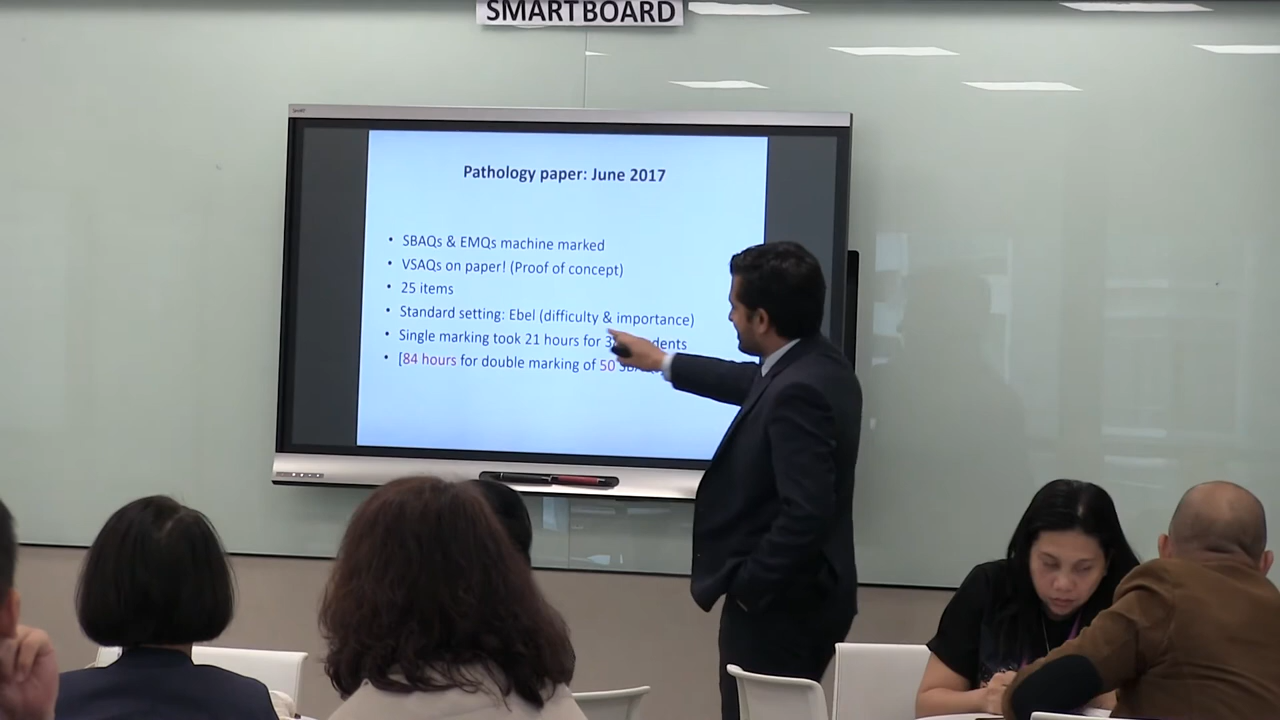 SMARTBOARD
Pathology paper: June 2017
• SBAQs & EMQs machine marked
• VSAQs on paper! (Proof of concept)
• 25 items
• Standard setting: Ebel (difficulty & importance)
• Single marking took 21 hours for
• [84 hours for double marking of 50